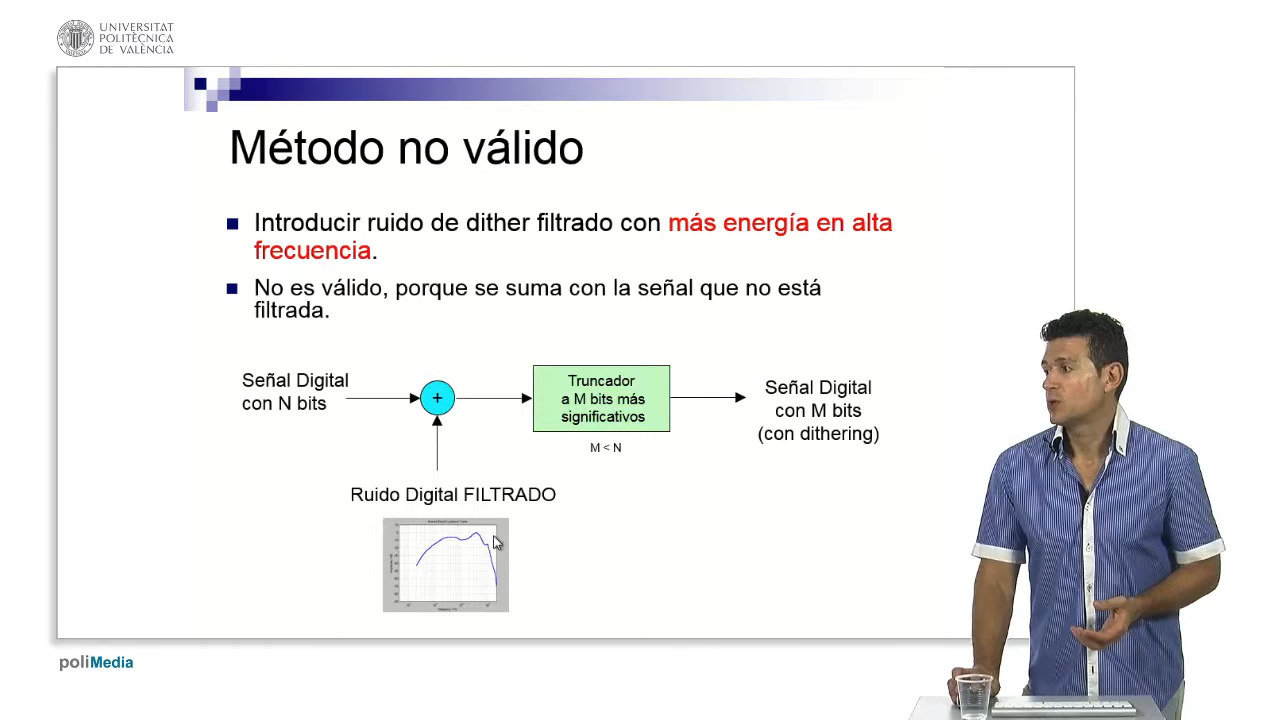 UNIVERSITAT
POLITÈCNICA
DE VALÈNCIA
Método no válido
Introducir ruido de dither filtrado con más energía en alta
frecuencia.
No es válido, porque se suma con la señal que no está
filtrada.
Señal Digital
con N bits
+
Truncador
a M bits más
significativos
M < N
Señal Digital
con M bits
(con dithering)
Ruido Digital FILTRADO
poliMedia